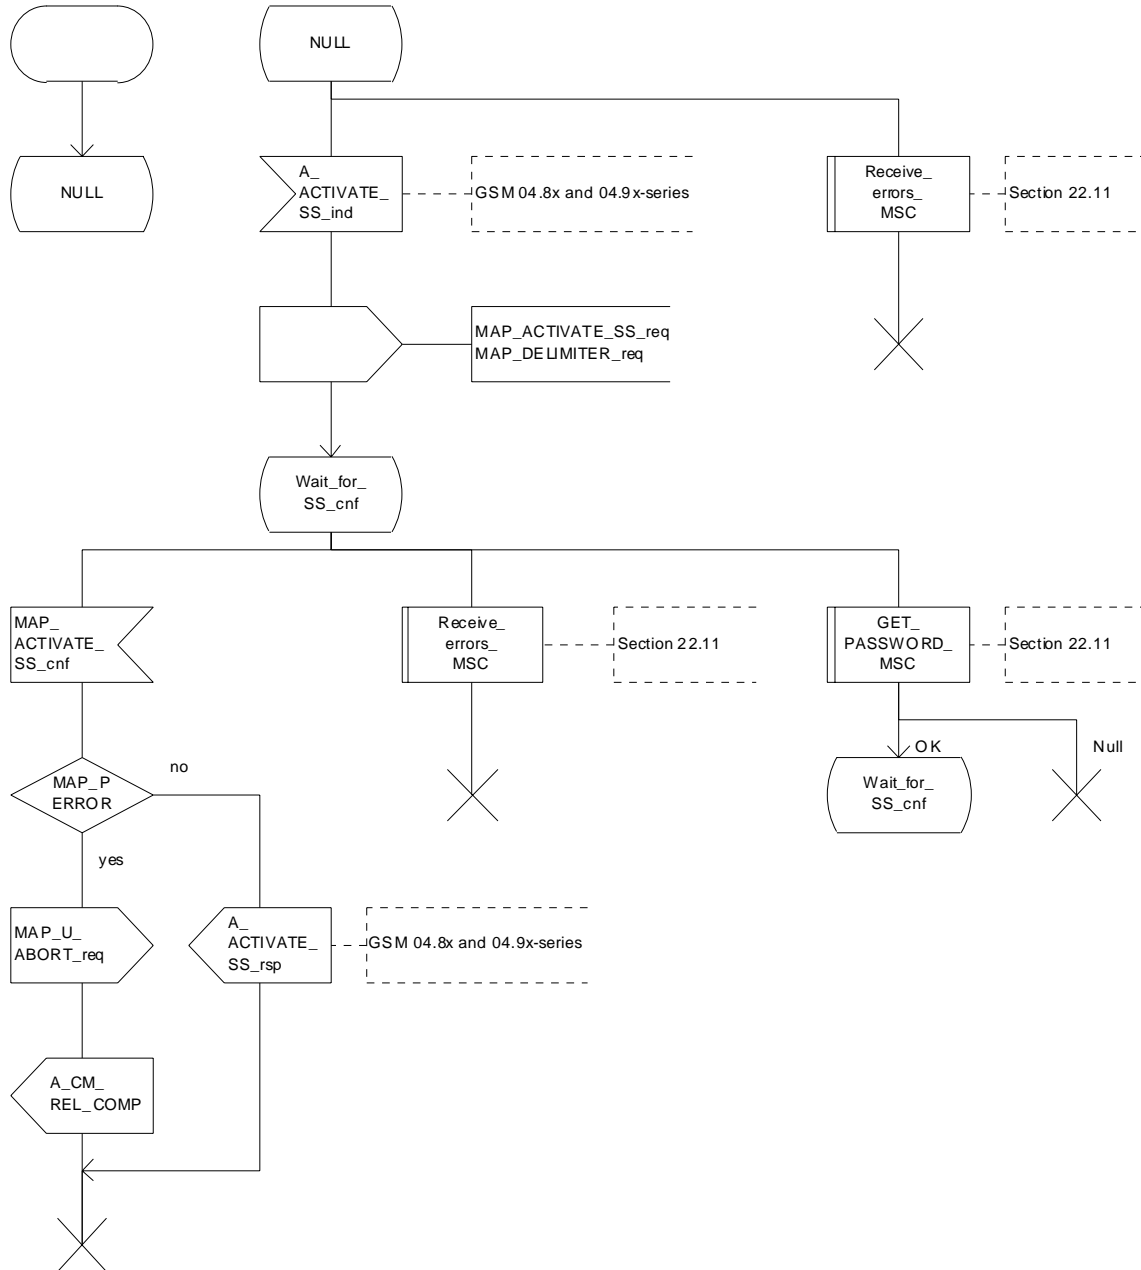 NULL
NULL
A_
ACTIVATE_
SS_ind
GSM 04.8x and 04.9x-series
Receive_
errors_
MSC
Section 22.11
MAP_ACTIVATE_SS_req
MAP_DELIMITER_req
Wait_for_
SS_cnf
MAP_
ACTIVATE_
SS_cnf
Receive_
errors_
MSC
Section 22.11
GET_
PASSWORD_
MSC
Section 22.11
OK
Null
Wait_for_
SS_cnf
MAP_P
ERROR
no
yes
MAP_U_
ABORT_req
A_
ACTIVATE_
SS_rsp
GSM 04.8x and 04.9x-series
A_CM_
REL_COMP